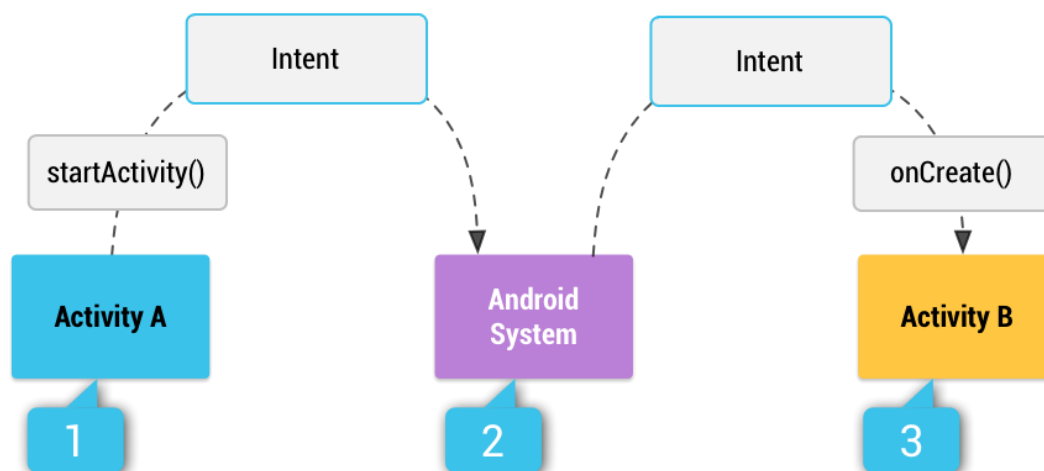 Intent
Intent
startActivity()
onCreate()
Activity A
Android
System
Activity B
1
2
3